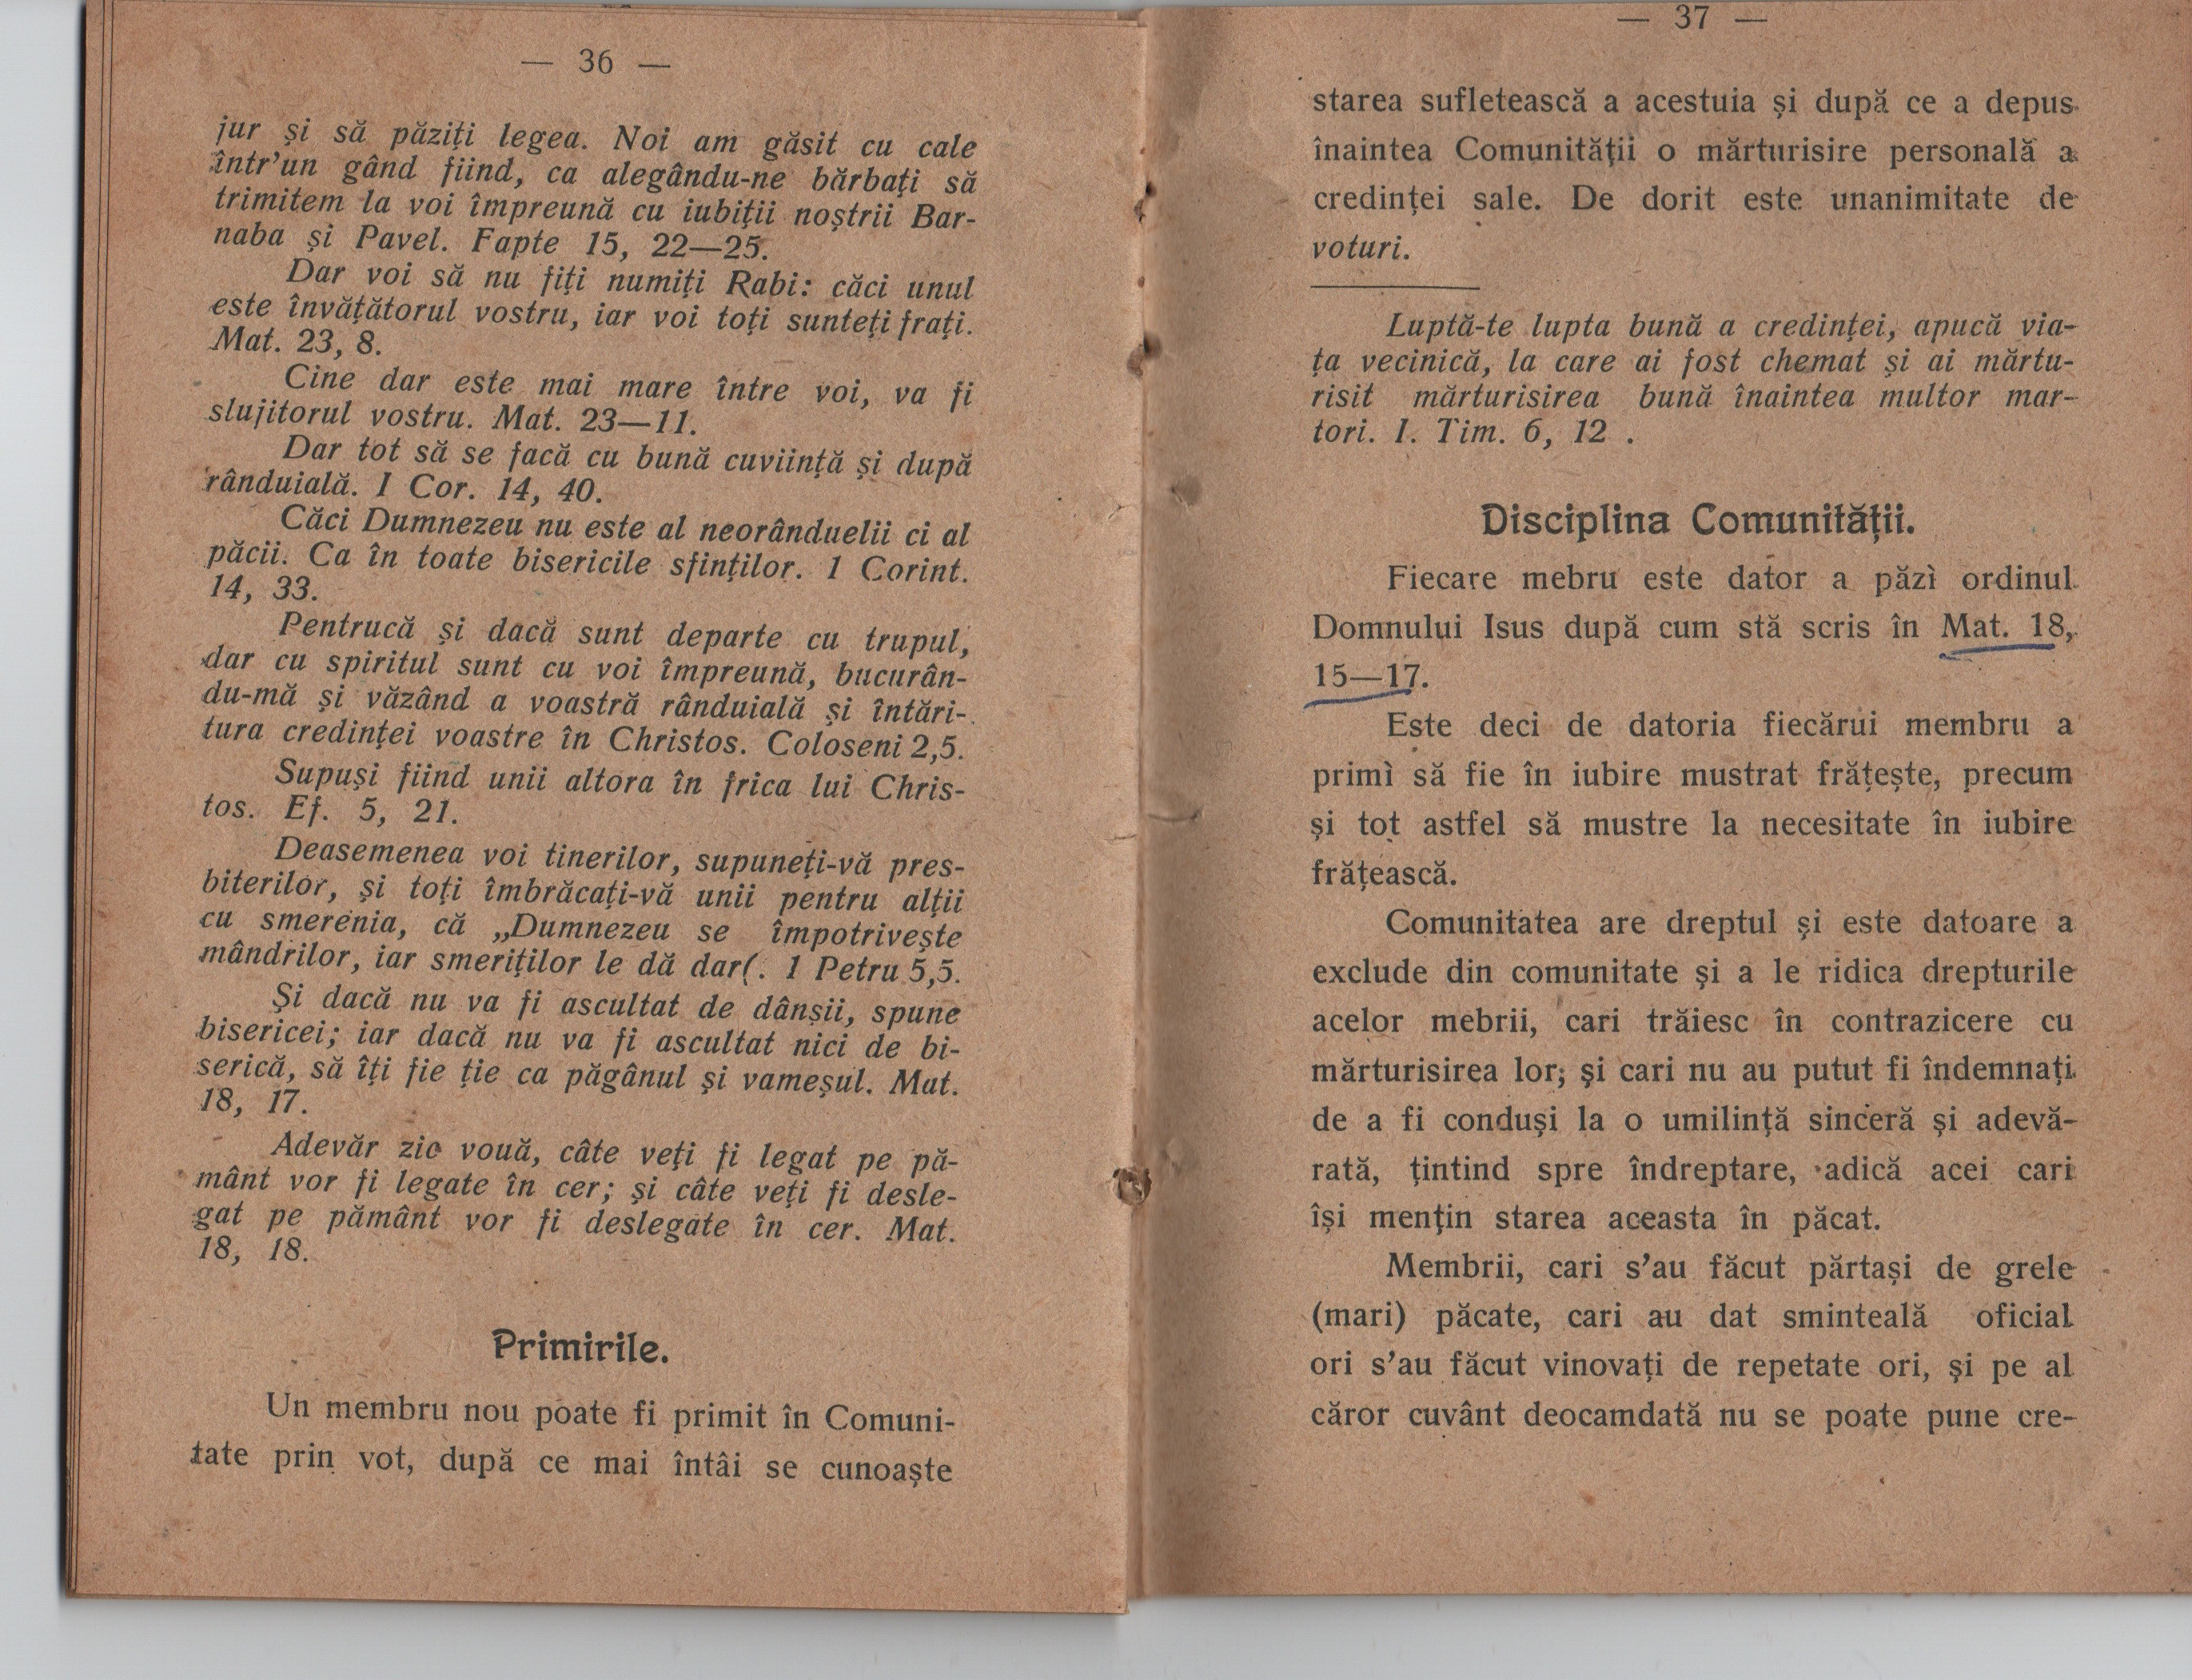 — 36 —
jur și să păziți legea. Noi am găsit cu cale
într'un gând fiind, ca alegându-ne bărbați să
trimitem la voi împreună cu iubiții noștrii Bar-
naba și Pavel. Fapte 15, 22—25.
Dar voi să nu fiți numiți Rabi: căci unul
este învățătorul vostru, iar voi toți sunteți frați.
Mat. 23, 8.
Cine dar este mai mare între voi, va fi
slujitorul vostru. Mat. 23—11.
Dar tot să se facă cu bună cuviință și după
rânduială. I Cor. 14, 40.
Căci Dumnezeu nu este al neorânduelii ci al
păcii. Ca în toate bisericile sfinților. 1 Corint.
14, 33.
Pentrucă și dacă sunt departe cu trupul,
dar cu spiritul sunt cu voi împreună, bucurân-
du-mă și văzând a voastră rânduială și întări-
tura credinței voastre în Christos. Coloseni 2,5.
Supuși fiind unii altora în frica lui Chris-
tos. Ef. 5, 21.
Deasemenea voi tinerilor, supuneți-vă pres-
biterilor, și toți îmbrăcați-vă unii pentru alții
cu smerenia, că „Dumnezeu se împotrivește
mândrilor, iar smeriților le dă dar(. 1 Petru 5,5.
Și dacă nu va fi ascultat de dânșii, spune
bisericei; iar dacă nu va fi ascultat nici de bi-
serică, să îți fie ție ca păgânul și vameșul. Mat.
18, 17.
Adevăr zic vouă, câte veți fi legat pe pă-
mânt vor fi legate în cer; și câte veți fi desle-
gat pe pământ vor fi deslegate în cer. Mat.
18, 18.
Primirile.
Un membru nou poate fi primit în Comuni-
tate prin vot, după ce mai întâi se cunoaște
— 37 —
starea sufletească a acestuia și după ce a depus
înaintea Comunității o mărturisire personală a
credinței sale. De dorit este unanimitate de
voturi.
Luptă-te lupta bună a credinței, apucă via-
ța vecinică, la care ai fost chemat și ai mărtu-
risit mărturisirea bună înaintea multor mar-
tori. I. Tim. 6, 12 .
Disciplina Comunității.
Fiecare mebru este dator a păzì ordinul
Domnului Isus după cum stă scris în Mat. 18,
15—17.
Este deci de datoria fiecărui membru a
primì să fie în iubire mustrat frățește, precum
și tot astfel să mustre la necesitate în iubire
frățească.
Comunitatea are dreptul și este datoare a
exclude din comunitate și a le ridica drepturile
acelor mebrii, cari trăiesc în contrazicere cu
mărturisirea lor; și cari nu au putut fi îndemnați
de a fi conduși la o umilință sinceră și adevă-
rată, țintind spre îndreptare, adică acei cari
își mențin starea aceasta în păcat.
Membrii, cari s'au făcut părtași de grele
(mari) păcate, cari au dat sminteală oficial
ori s'au făcut vinovați de repetate ori, și pe al
căror cuvânt deocamdată nu se poate pune cre-